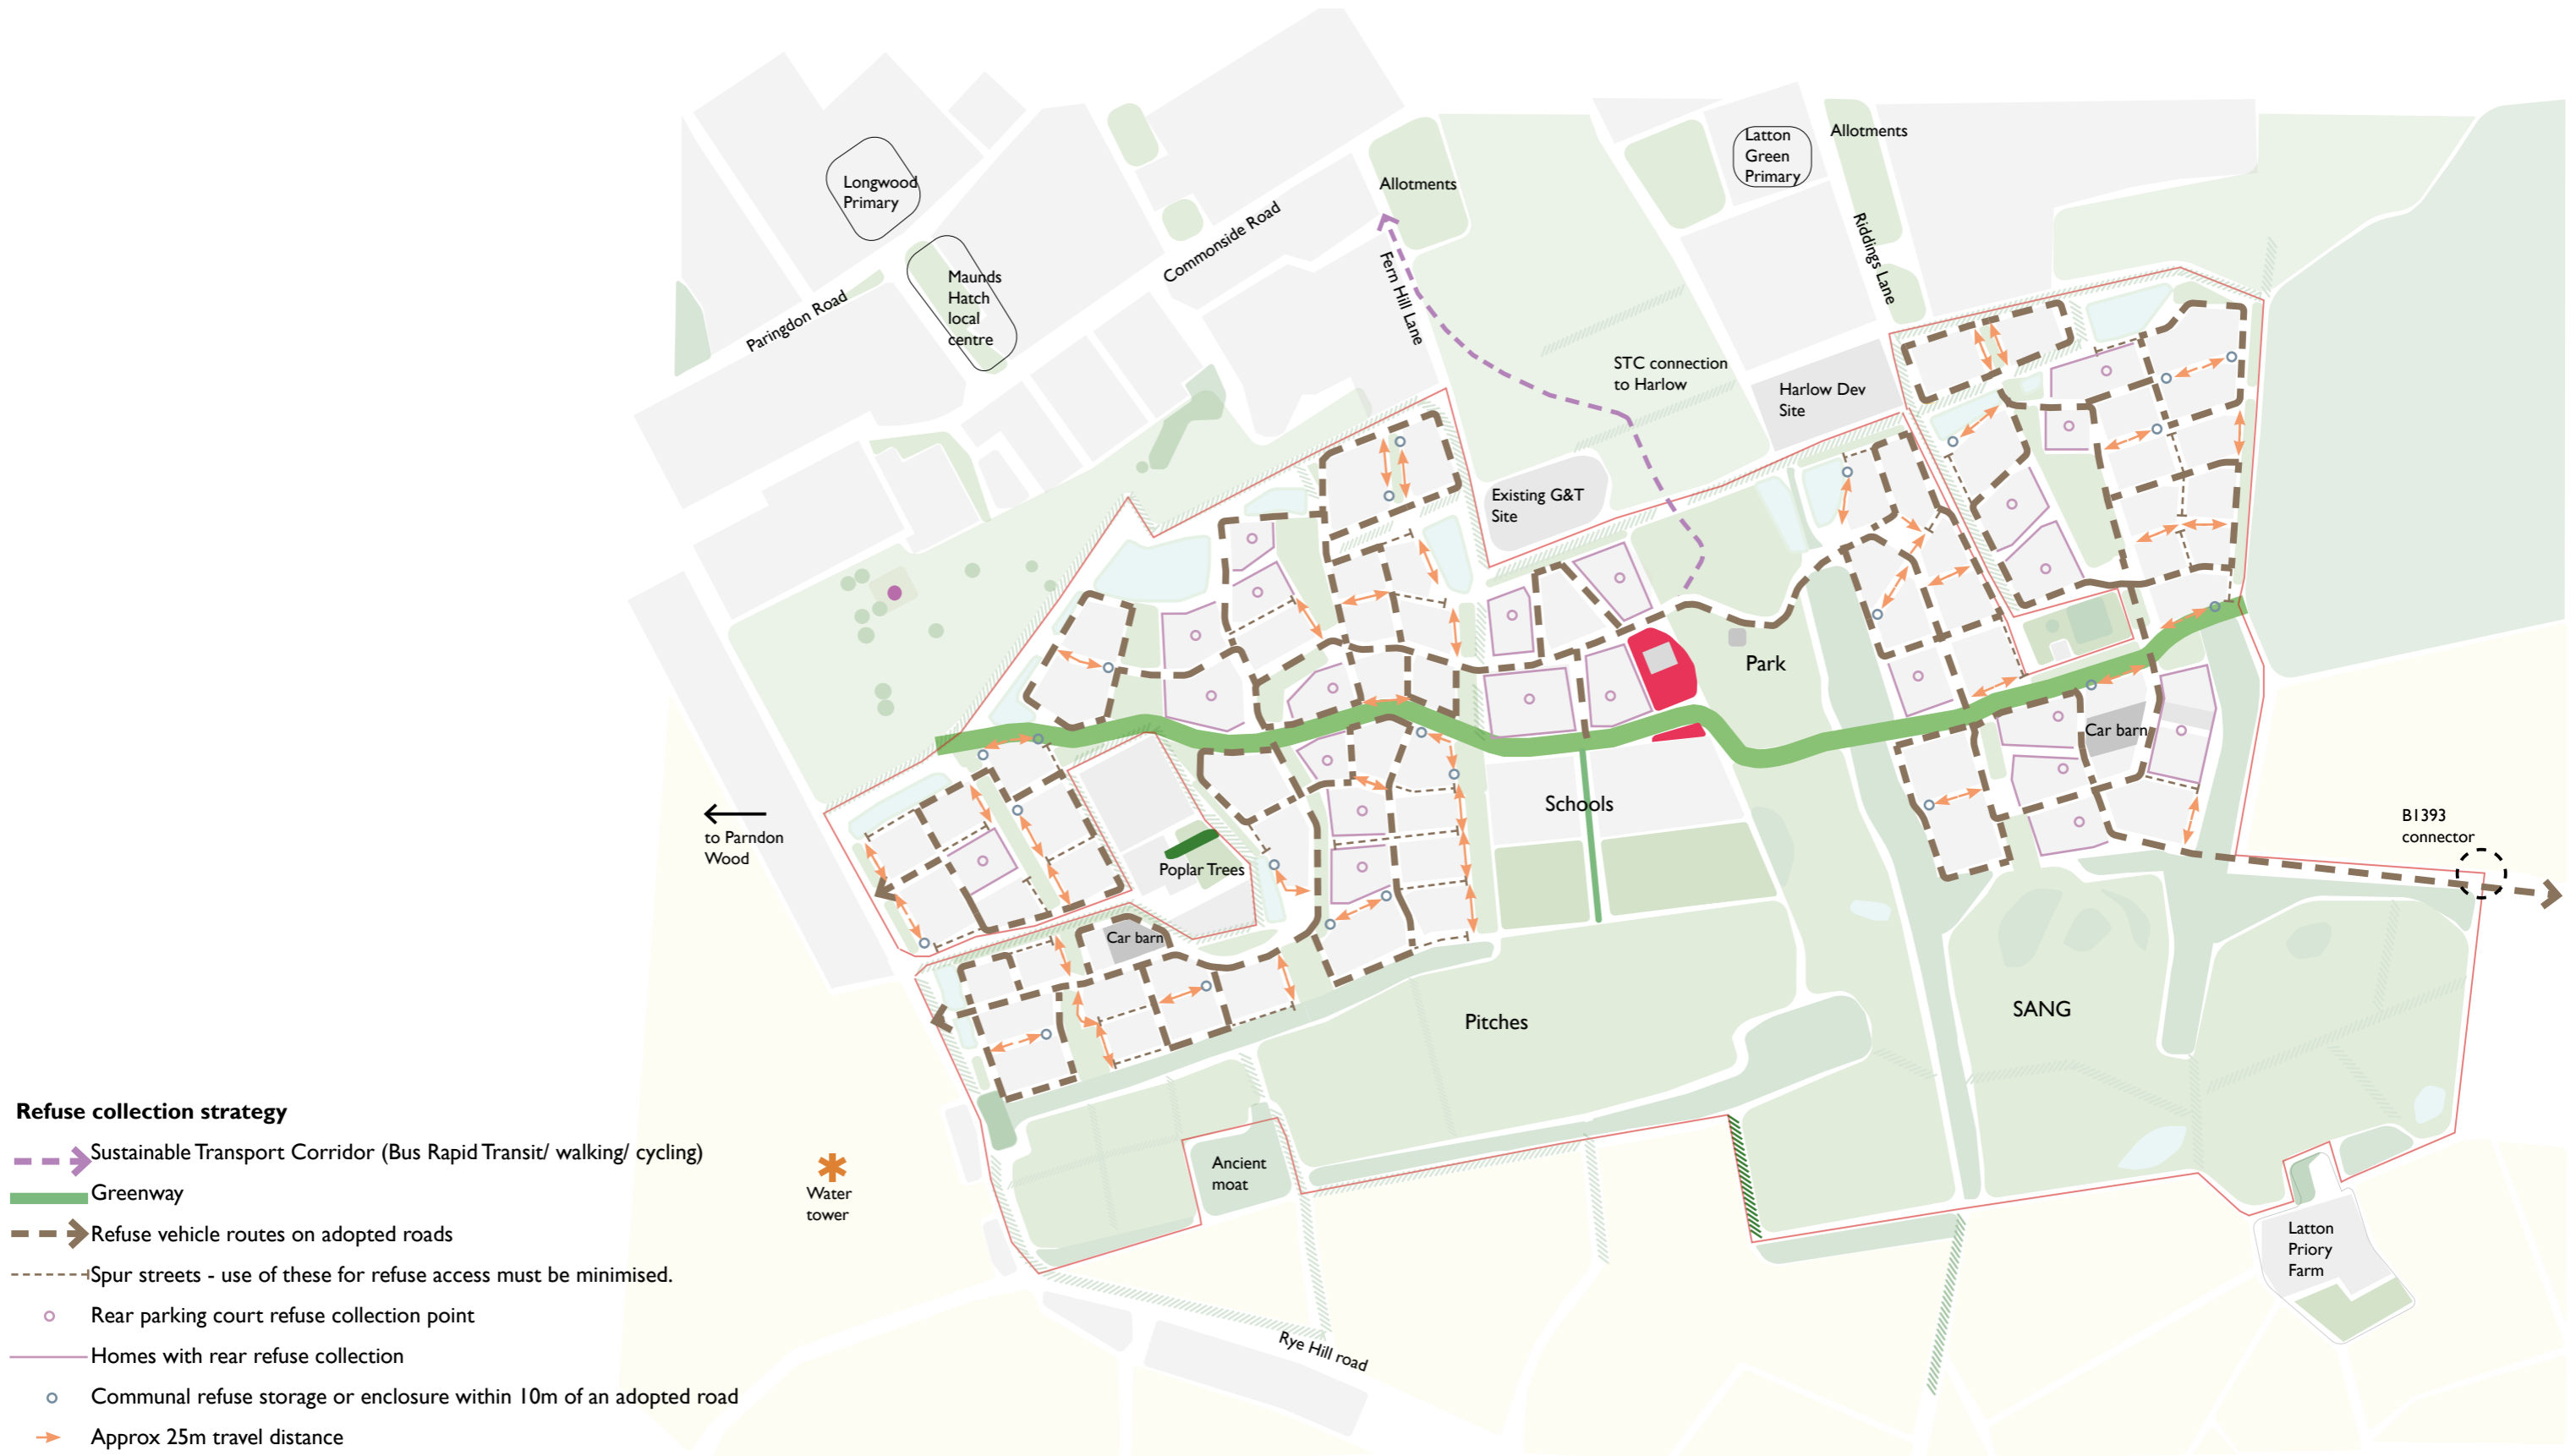 Longwood
Primary
Maunds
Hatch
local
centre
Paringdon Road
Commonside Road
Allotments
Fern Hill Lane
Latton
Green
Primary
Allotments
Riddings Lane
STC connection
to Harlow
Harlow Dev
Site
Existing G&T
Site
Park
Car barn
Schools
to Parndon
Wood
Poplar Trees
Car barn
B1393
connector
Pitches
SANG
Ancient
moat
Water
tower
Latton
Priory
Farm
Rye Hill road
Refuse collection strategy
Sustainable Transport Corridor (Bus Rapid Transit/ walking/ cycling)
Greenway
Refuse vehicle routes on adopted roads
Spur streets - use of these for refuse access must be minimised.
Rear parking court refuse collection point
Homes with rear refuse collection
Communal refuse storage or enclosure within 10m of an adopted road
Approx 25m travel distance